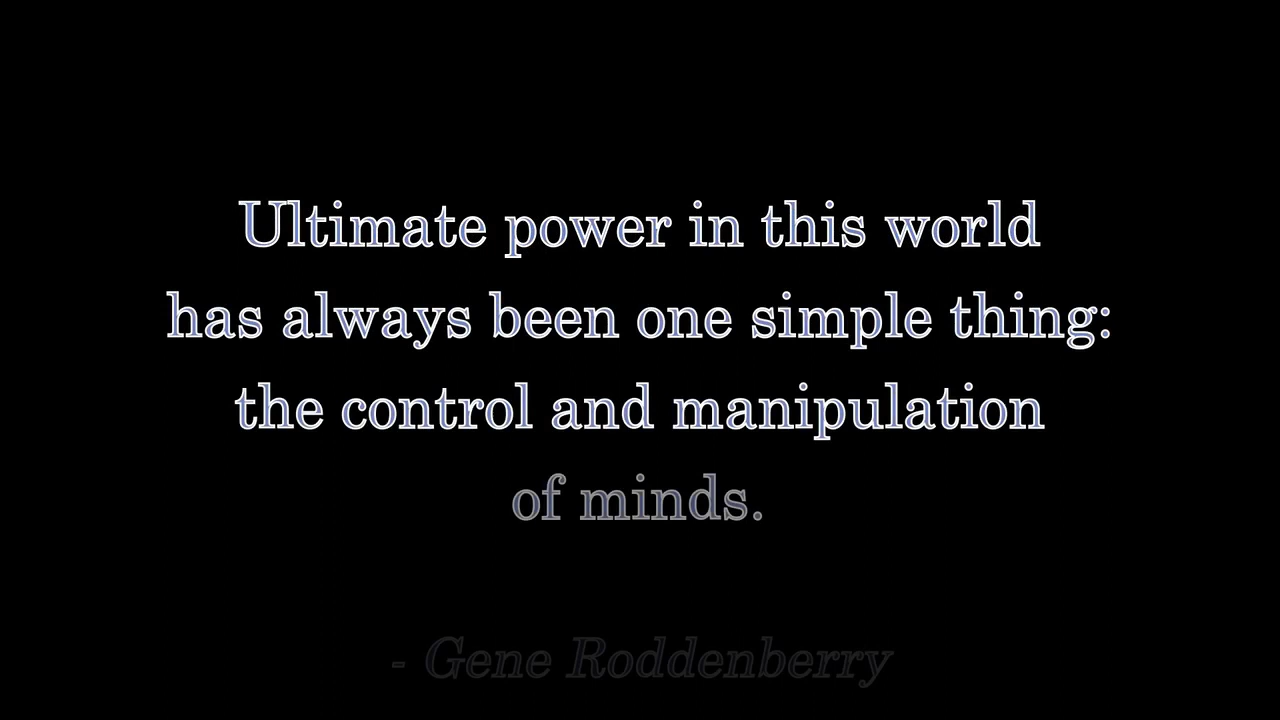 Ultimate power in this world
has always been one simple thing:
the control and manipulation
of minds.
- Gene Roddenberry